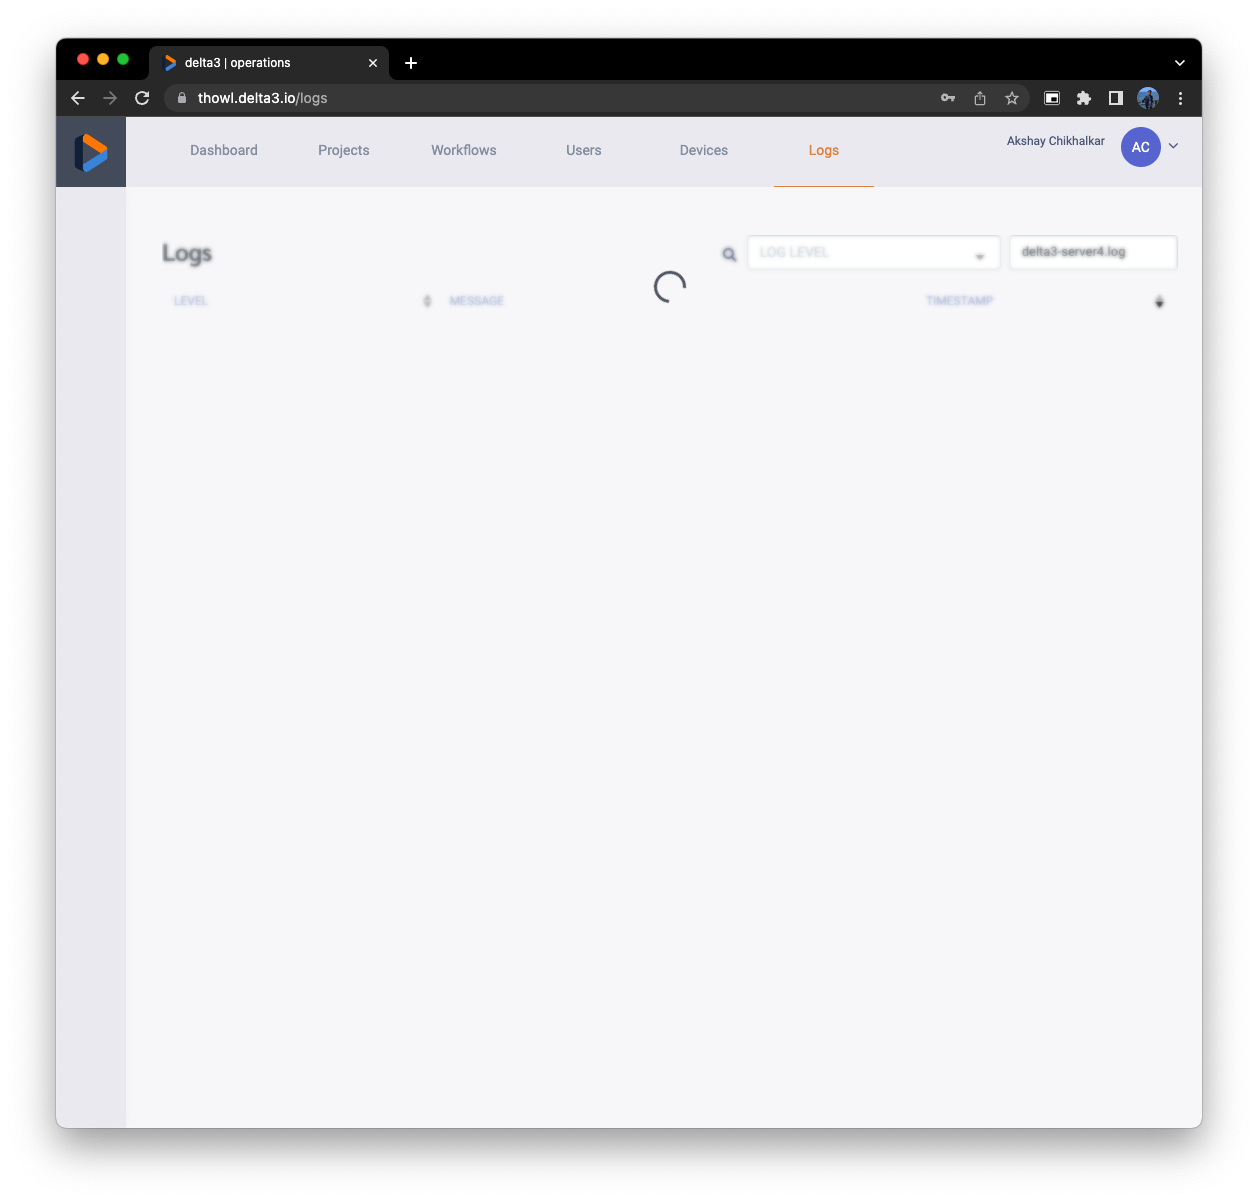 delta3 | operations
thowl.delta3.io/logs
Dashboard Projects Workflows Users Devices Logs Akshay Chikhalkar AC
Logs LOG LEVEL delta3-server4.log
LEVEL MESSAGE TIMESTAMP